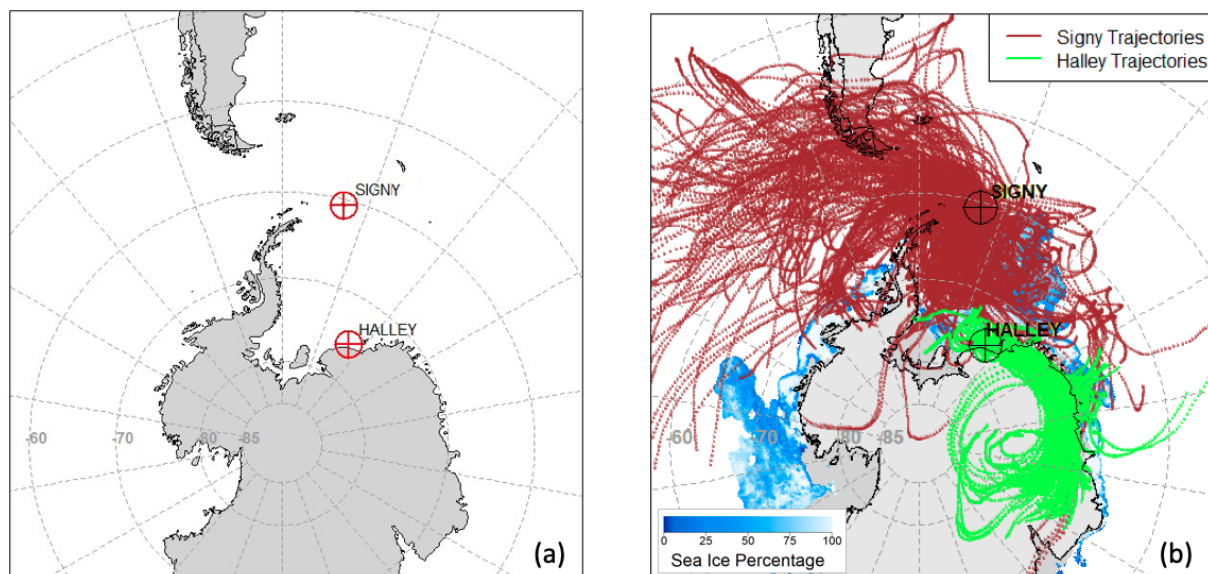 SIGNY
HALLEY
-60
-70
-80
-85
(a)
Signy Trajectories
Halley Trajectories
SIGNY
HALLEY
-60
-70
-80
-85
0
25
50
75
100
Sea Ice Percentage
(b)